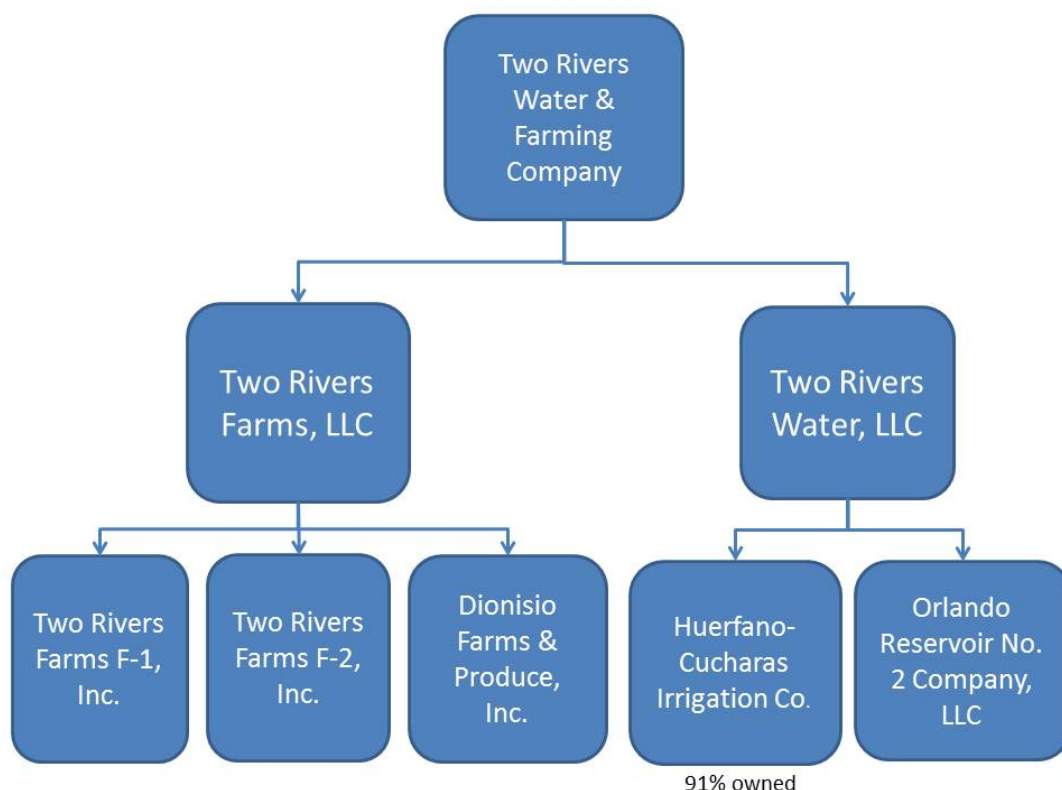 Two Rivers
Water &
Farming
Company
Two Rivers
Farms, LLC
Two Rivers
Water, LLC
Two Rivers
Farms F-1,
Inc.
Two Rivers
Farms F-2,
Inc.
Dionisio
Farms &
Produce,
Inc.
Huerfano-
Cucharas
Irrigation Co.
Orlando
Reservoir No.
2 Company,
LLC
91% owned